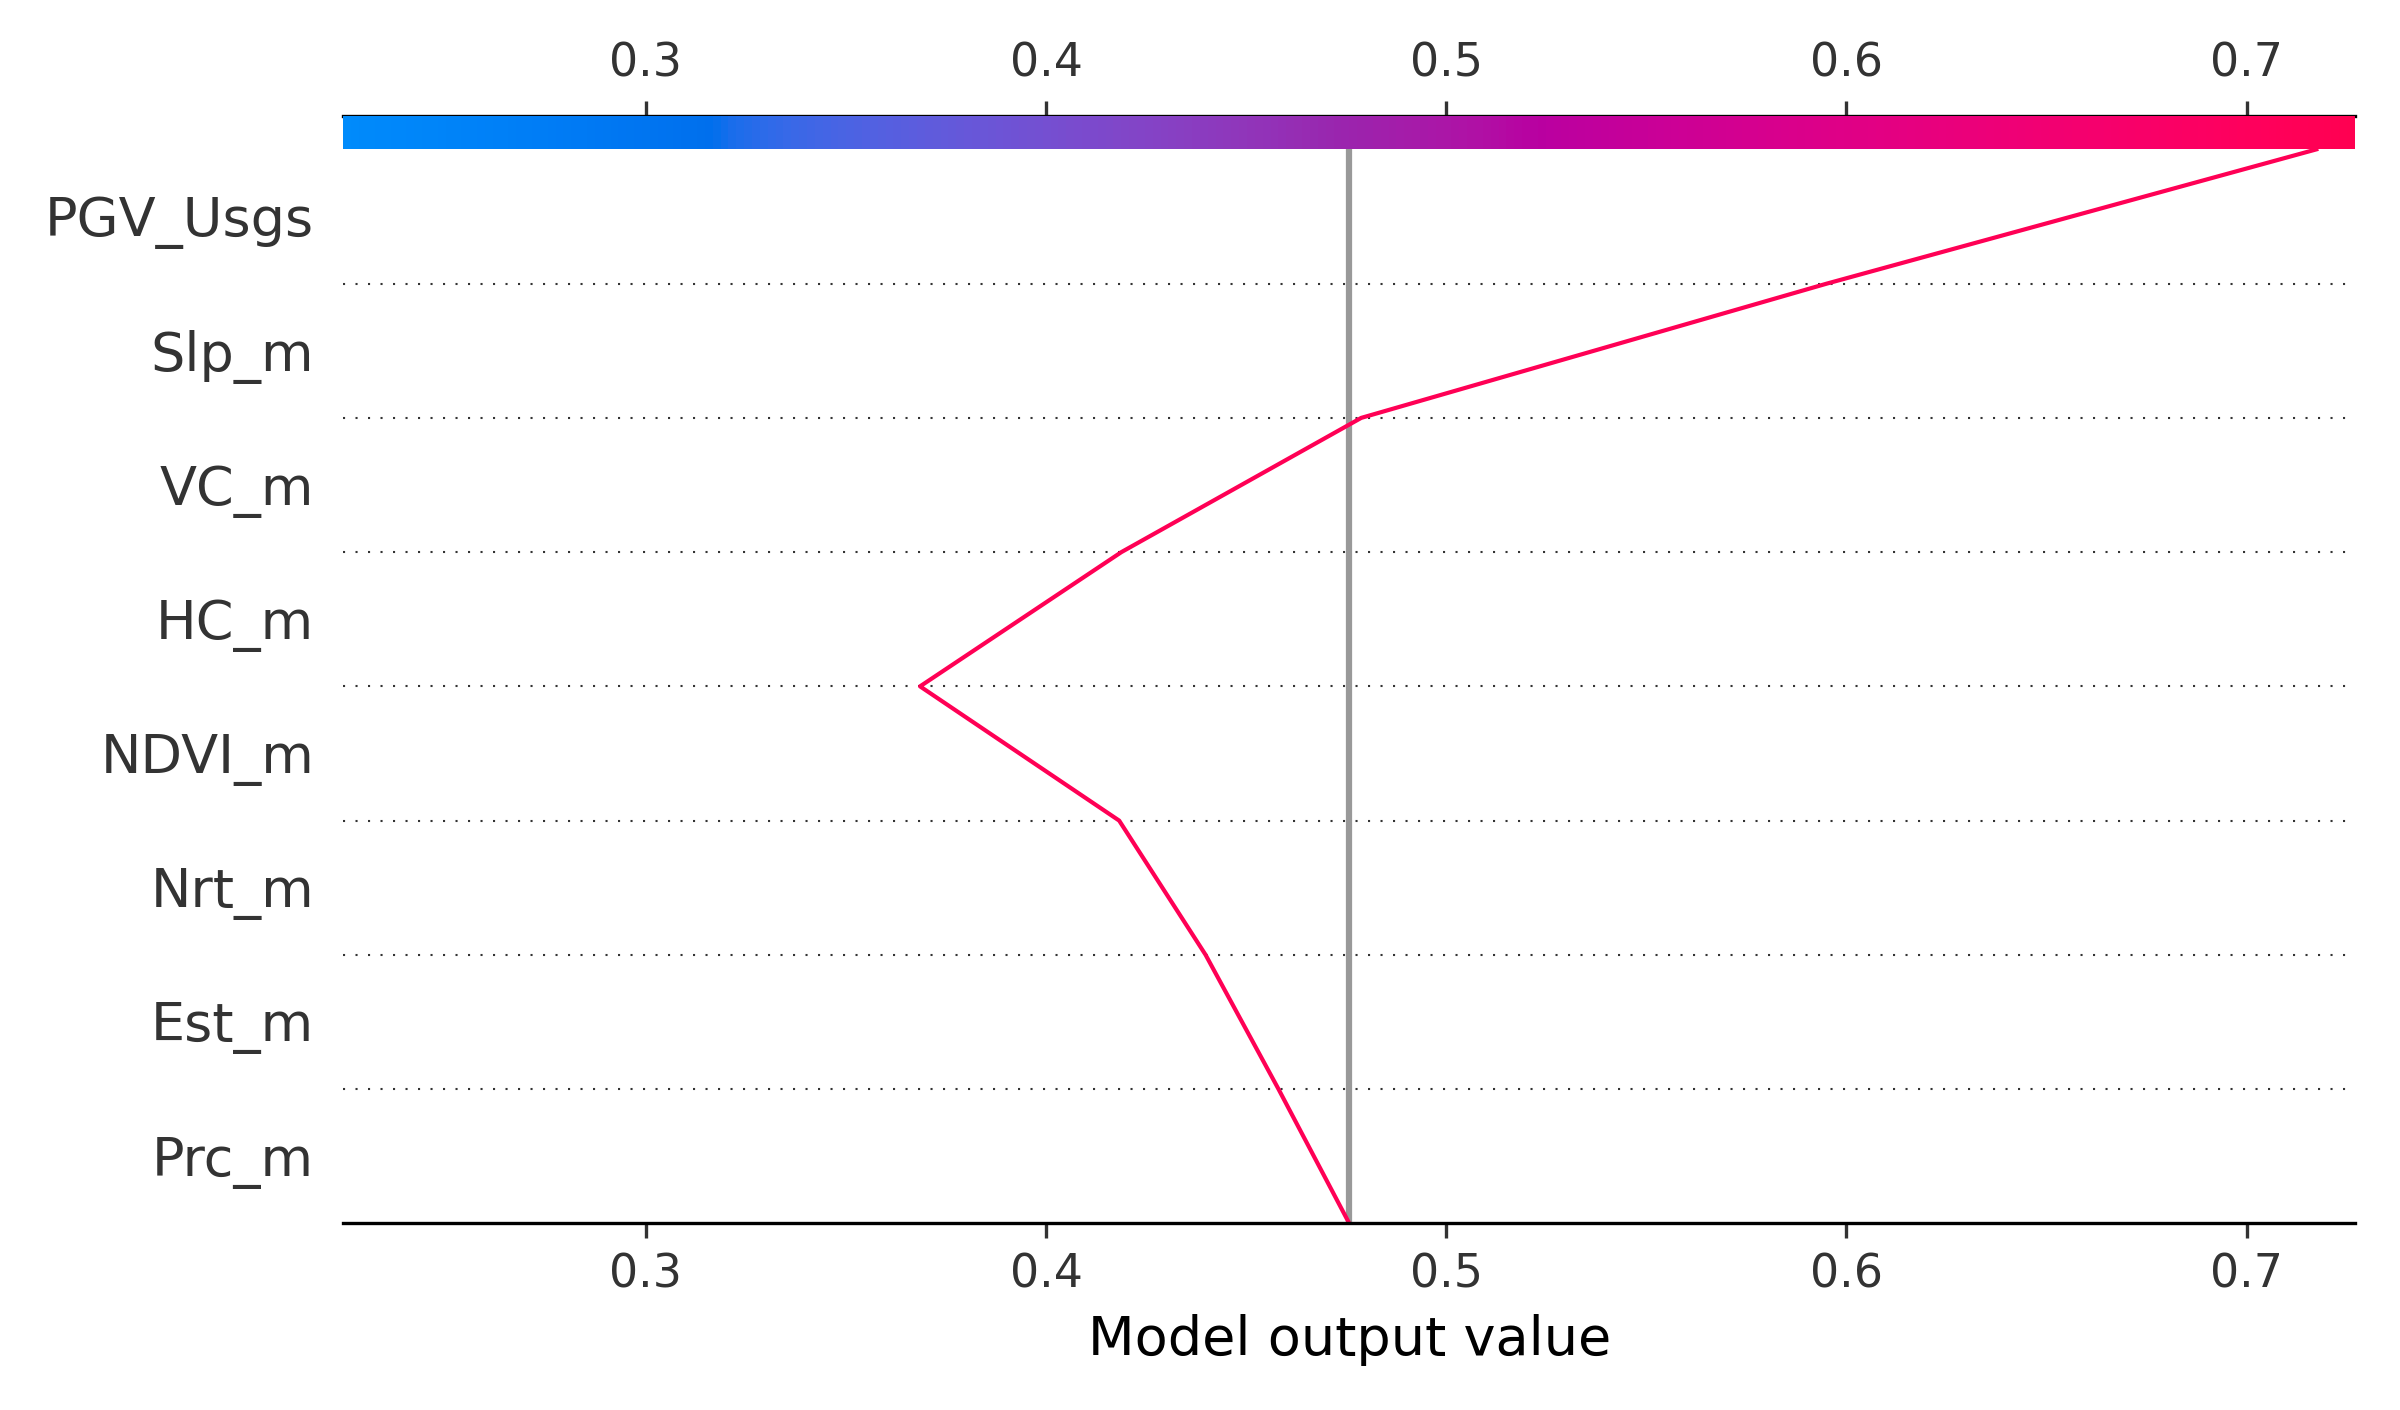 0.3 0.4 0.5 0.6 0.7
PGV_Usgs
Slp_m
VC_m
HC_m
NDVI_m
Nrt_m
Est_m
Prc_m
0.3 0.4 0.5 0.6 0.7
Model output value